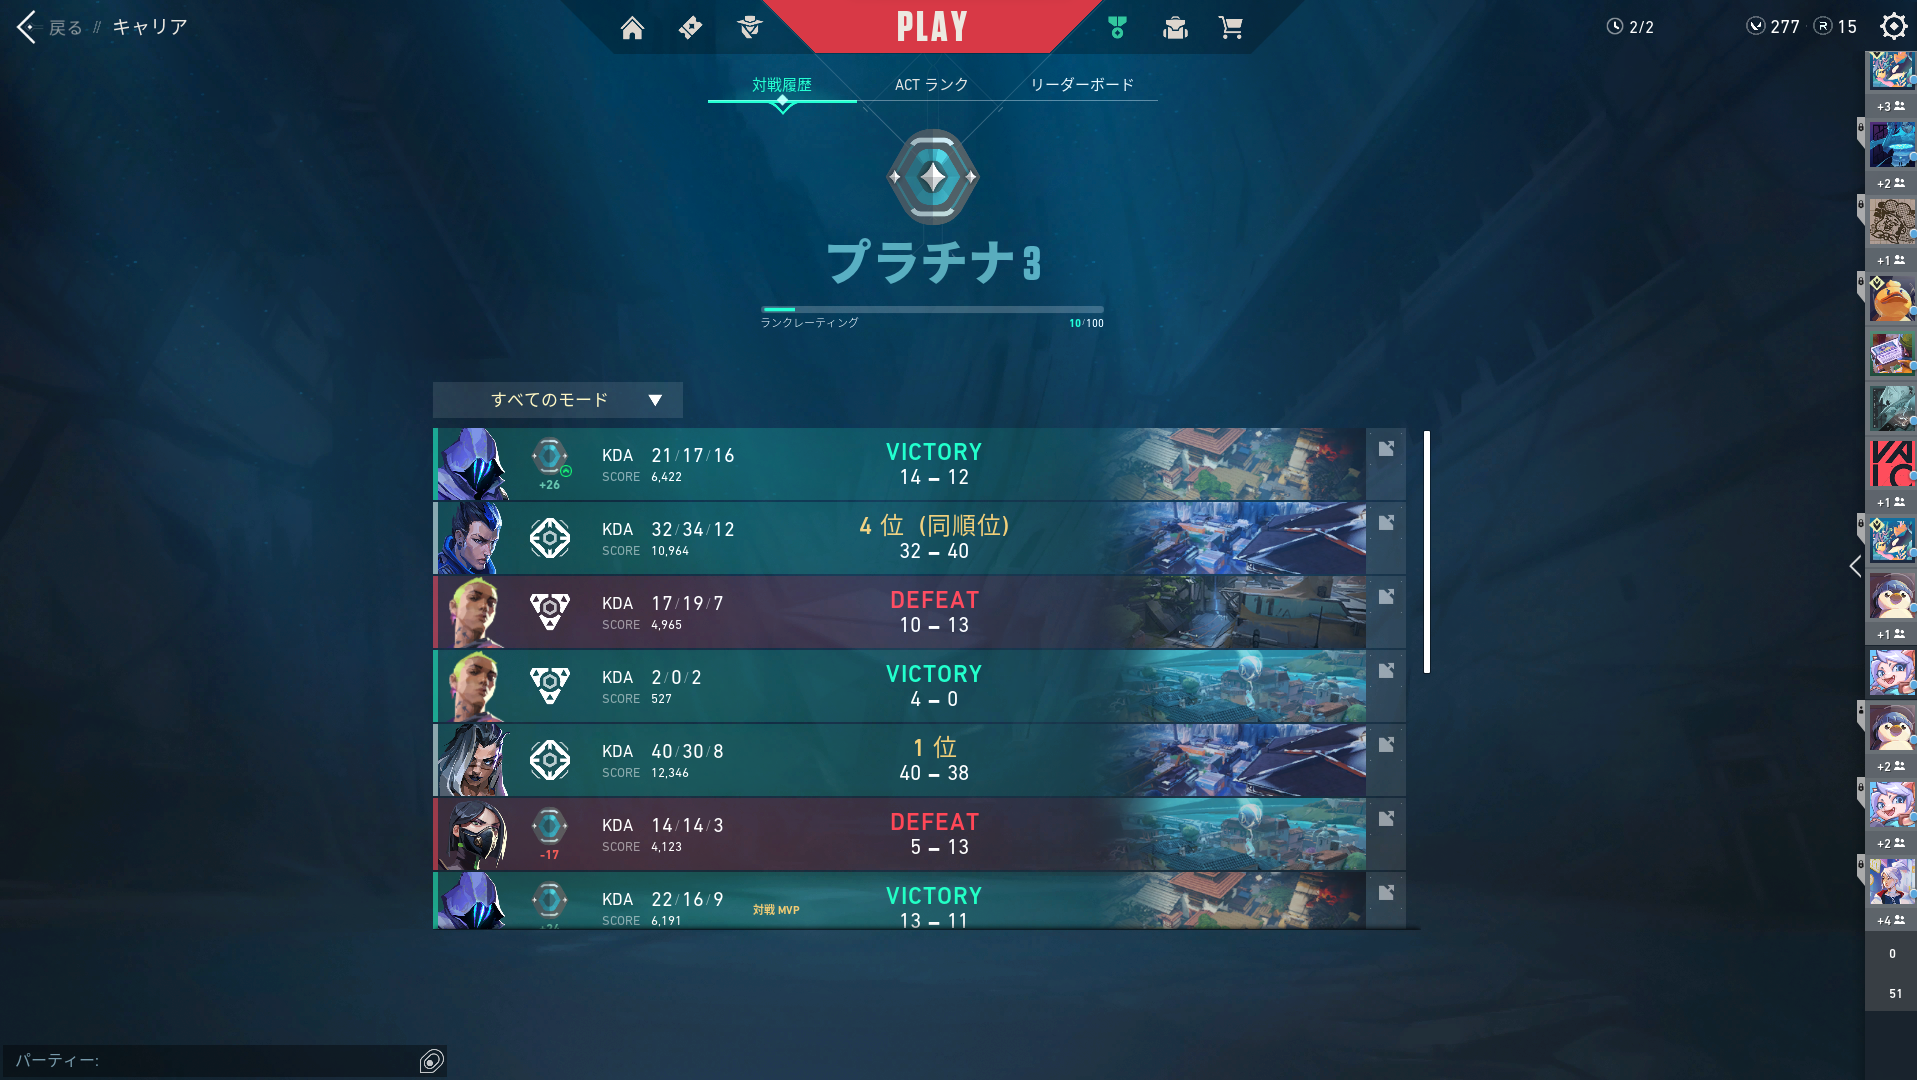 戻る // キャリア
PLAY
2/2
277
15
対戦履歴
ACT ランク
リーダーボード
プラチナ 3
ランクレーティング
10/100
すべてのモード
+26
KDA 21/17/16
SCORE 6,422
VICTORY
14 – 12
KDA 32/34/12
SCORE 10,964
4 位 (同順位)
32 – 40
KDA 17/19/7
SCORE 4,965
DEFEAT
10 – 13
KDA 2/0/2
SCORE 527
VICTORY
4 – 0
KDA 40/30/8
SCORE 12,346
1 位
40 – 38
-17
KDA 14/14/3
SCORE 4,123
DEFEAT
5 – 13
KDA 22/16/9
SCORE 6,191
対戦 MVP
VICTORY
13 – 11
+3
+2
+1
+1
+1
+2
+2
+4
0
51
パーティー: